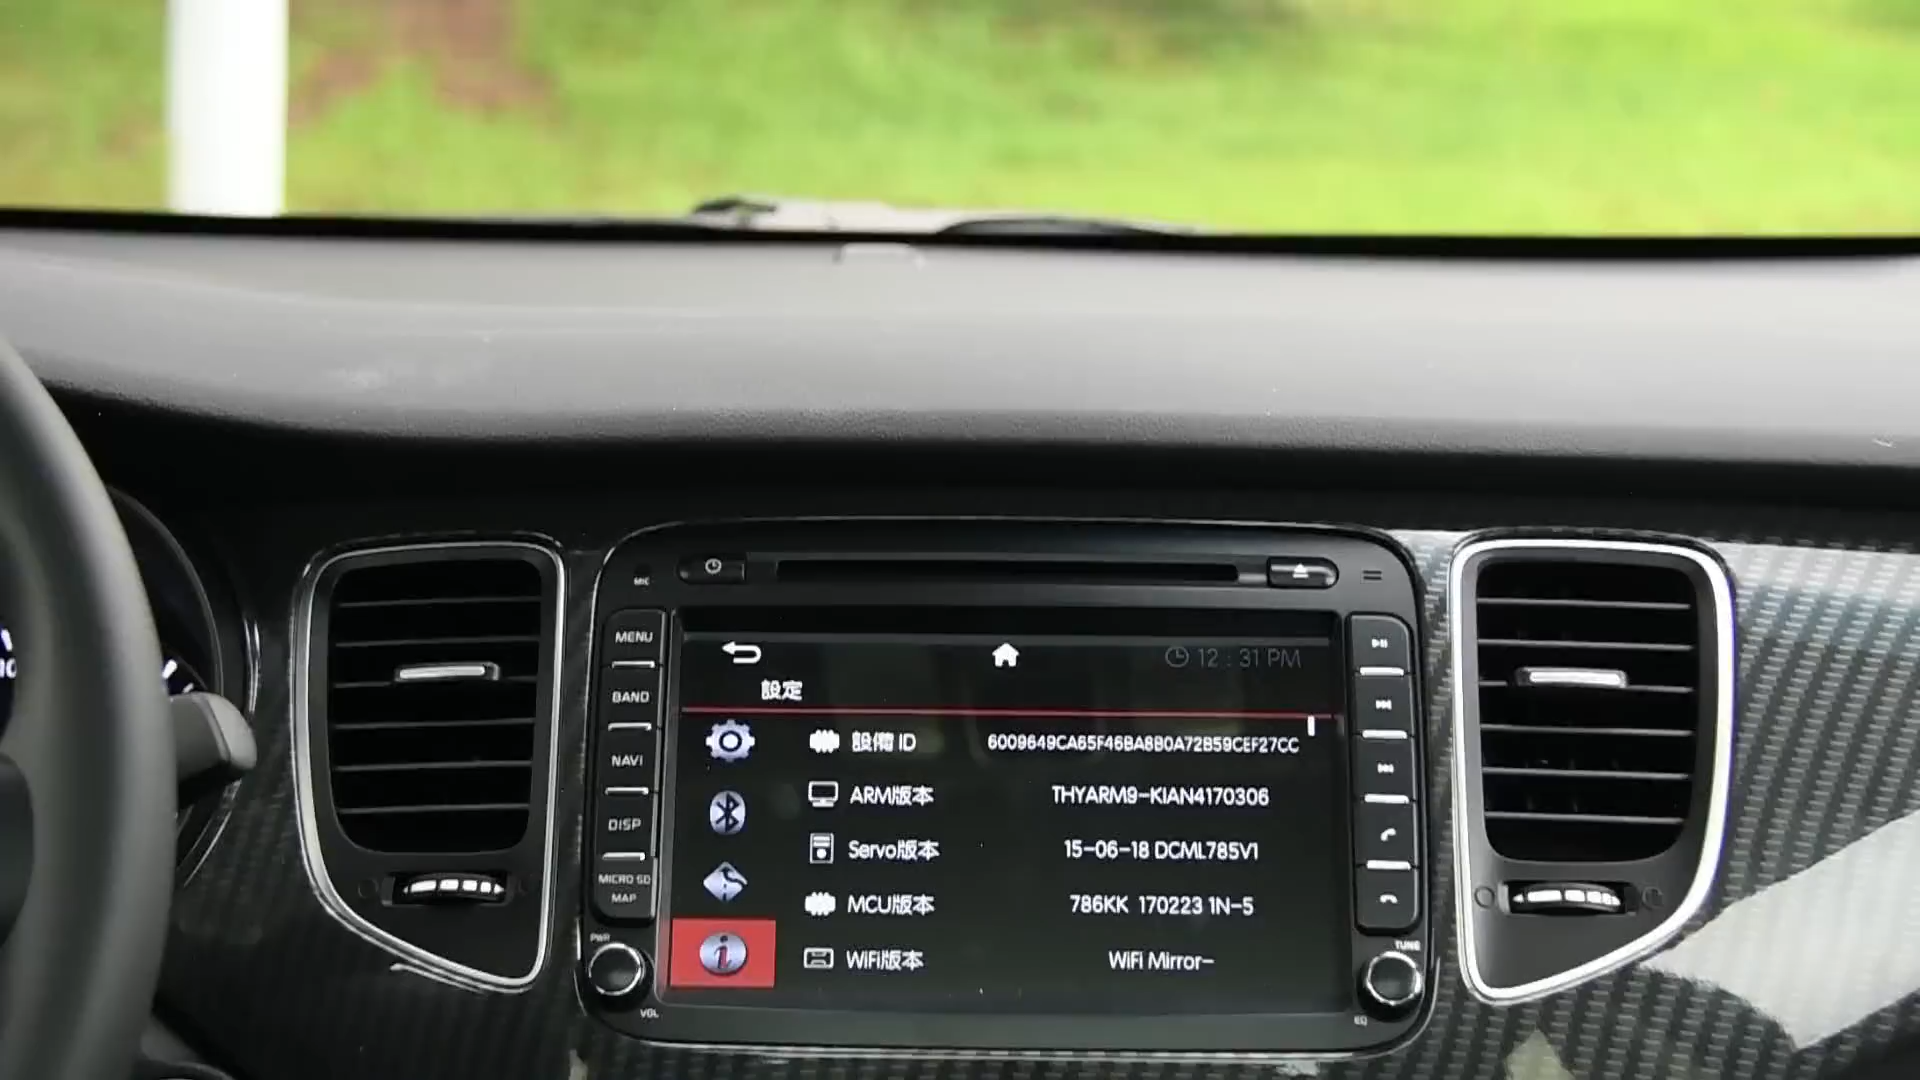 MIC
MENU
BAND
NAVI
DISP
MICRO SD
MAP
PWR
VOL
12 : 31 PM
設定
設備 ID 6009649CA65F46BA8B0A72B59CEF27CC
ARM版本 THYARM9-KIAN4170306
Servo版本 15-06-18 DCML785V1
MCU版本 786KK 170223 1N-5
WiFi版本 WiFi Mirror-
TUNE
EQ